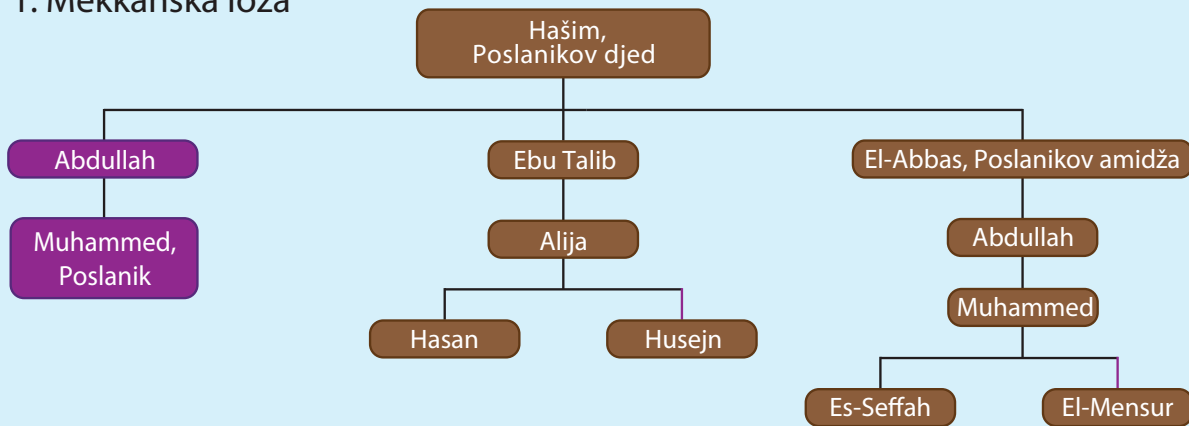 1. Mekkanska loza
Hašim,
Poslanikov djed
Abdullah
Ebu Talib
El-Abbas, Poslanikov amidža
Muhammed,
Poslanik
Alija
Abdullah
Muhammed
Hasan
Husejn
Es-Seffah
El-Mensur